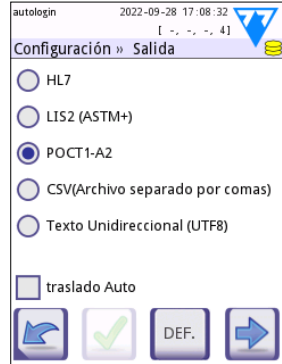 autologin
2022-09-28 17:08:32
[ -, -, -, 4]
Configuración » Salida
HL7
LIS2 (ASTM+)
POCT1-A2
CSV(Archivo separado por comas)
Texto Unidireccional (UTF8)
traslado Auto
DEF.